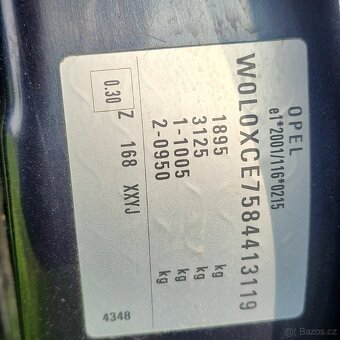 OPEL
e1*2001/116*0215
W0L0XCE7584413119
1895 kg
3125 kg
1-1005 kg
2-0950 kg
0.30 Z 168 XXYJ
4348
bazos.cz